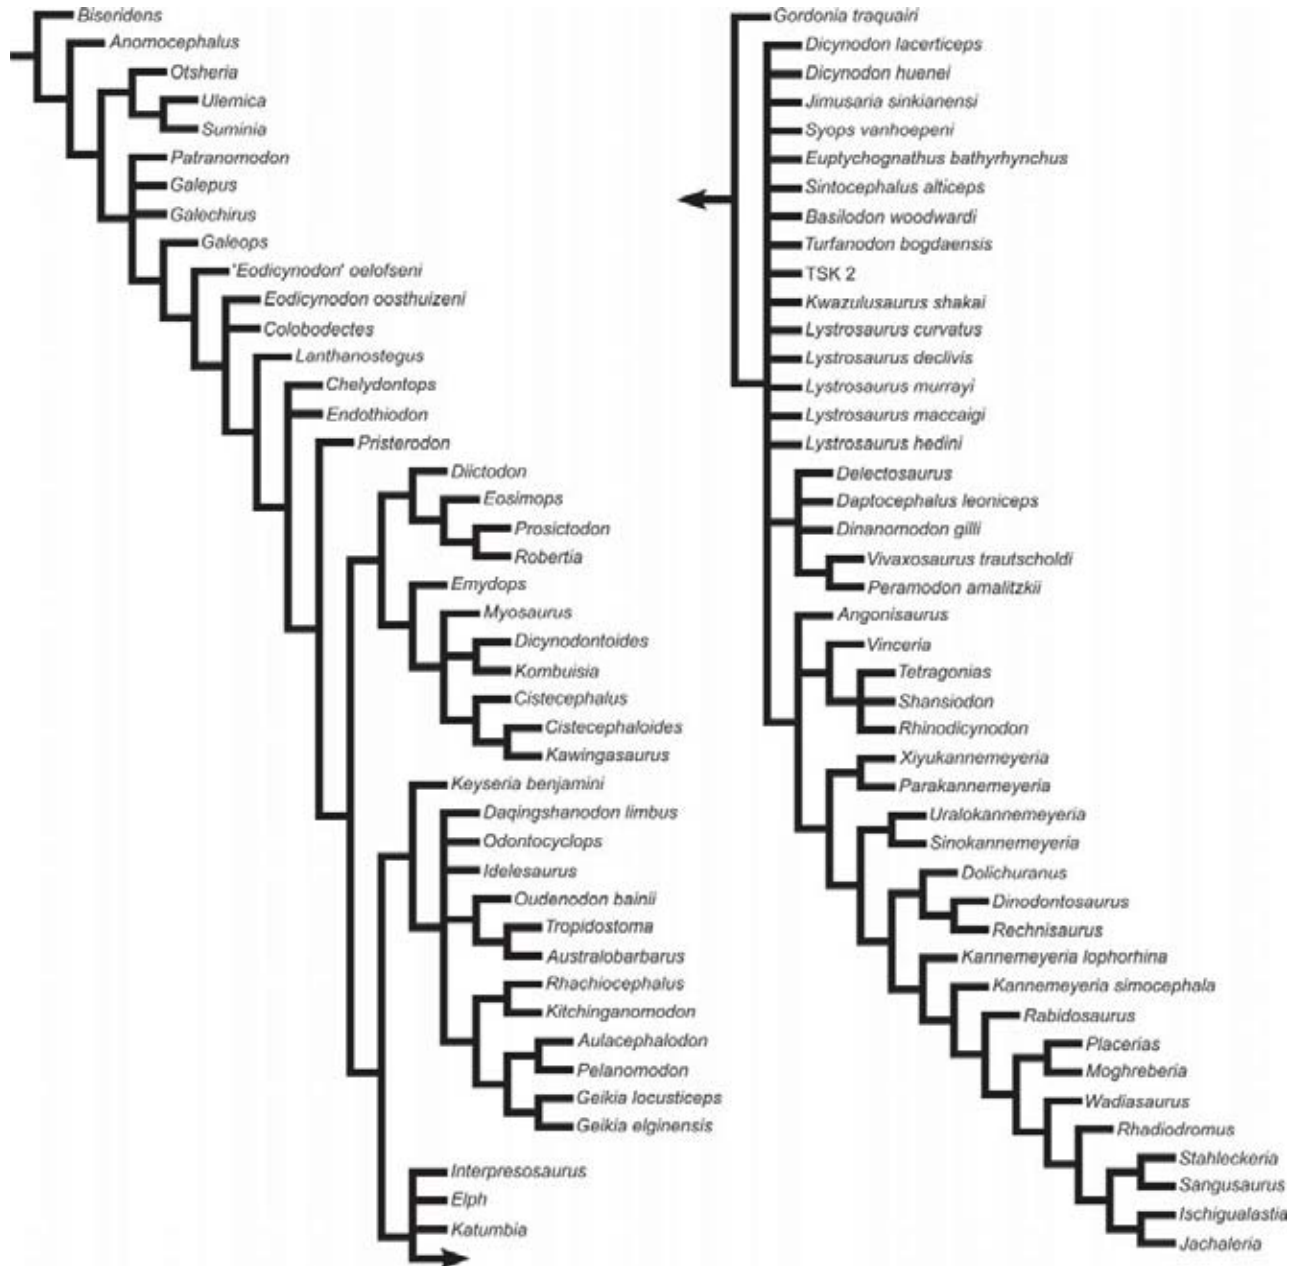 Biseridens
Anomocephalus
Otsheria
Ulemica
Suminia
Patranomodon
Galepus
Galechirus
Galeops
'Eodicynodon' oelofseni
Eodicynodon oosthuizeni
Colobodectes
Lanthanostegus
Chelydontops
Endothiodon
Pristerodon
Diictodon
Eosimops
Prosictodon
Robertia
Emydops
Myosaurus
Dicynodontoides
Kombuisia
Cistecephalus
Cistecephaloides
Kawingasaurus
Keyseria benjamini
Daqingshanodon limbus
Odontocyclops
Idelesaurus
Oudenodon bainii
Tropidostoma
Australobarbarus
Rhachiocephalus
Kitchinganomodon
Aulacephalodon
Pelanomodon
Geikia locusticeps
Geikia elginensis
Interpresosaurus
Elph
Katumbia
Gordonia traquairi
Dicynodon lacerticeps
Dicynodon huenei
Jimusaria sinkianensi
Syops vanhoepeni
Euptychognathus bathyrhynchus
Sintocephalus alticeps
Basilodon woodwardi
Turfanodon bogdaensis
TSK 2
Kwazulusaurus shakai
Lystrosaurus curvatus
Lystrosaurus declivis
Lystrosaurus murrayi
Lystrosaurus maccaigi
Lystrosaurus hedini
Delectosaurus
Daptocephalus leoniceps
Dinanomodon gilli
Vivaxosaurus trautscholdi
Peramodon amalitzkii
Angonisaurus
Vinceria
Tetragonias
Shansiodon
Rhinodicynodon
Xiyukannemeyeria
Parakannemeyeria
Uralokannemeyeria
Sinokannemeyeria
Dolichuranus
Dinodontosaurus
Rechnisaurus
Kannemeyeria lophorhina
Kannemeyeria simocephala
Rabidosaurus
Placerias
Moghreberia
Wadiasaurus
Rhadiodromus
Stahleckeria
Sangusaurus
Ischigualastia
Jachaleria